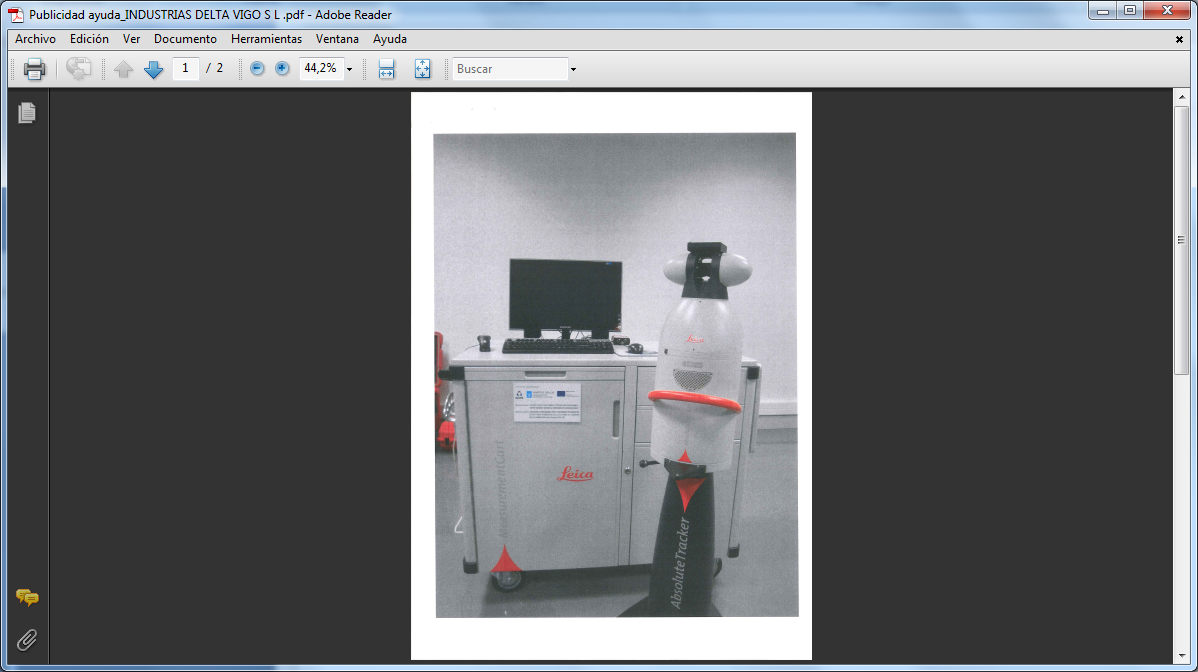 Publicidad ayuda_INDUSTRIAS DELTA VIGO S L .pdf - Adobe Reader
Archivo Edición Ver Documento Herramientas Ventana Ayuda
1 / 2 44,2% Buscar
Leica
Leica
MeasurementCart
AbsoluteTracker